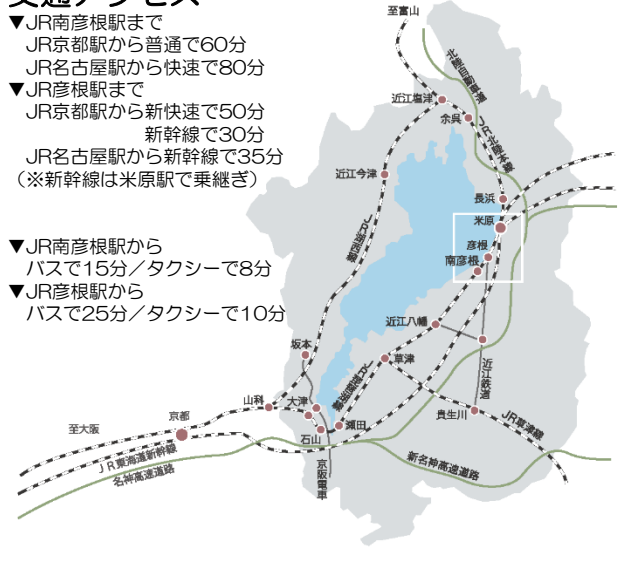 交通アクセス
▼JR南彦根駅まで
JR京都駅から普通で60分
JR名古屋駅から快速で80分
▼JR彦根駅まで
JR京都駅から新快速で50分
新幹線で30分
JR名古屋駅から新幹線で35分
（※新幹線は米原駅で乗継ぎ）
▼JR南彦根駅から
バスで15分／タクシーで8分
▼JR彦根駅から
バスで25分／タクシーで10分
至富山
北陸自動車道
近江塩津
余呉
JR北陸本線
近江今津
長浜
米原
彦根
南彦根
JR湖西線
近江八幡
坂本
草津
近江鉄道
山科
大津
京都
貴生川
JR草津線
瀬田
至大阪
石山
JR東海道新幹線
名神高速道路
京阪電車
新名神高速道路